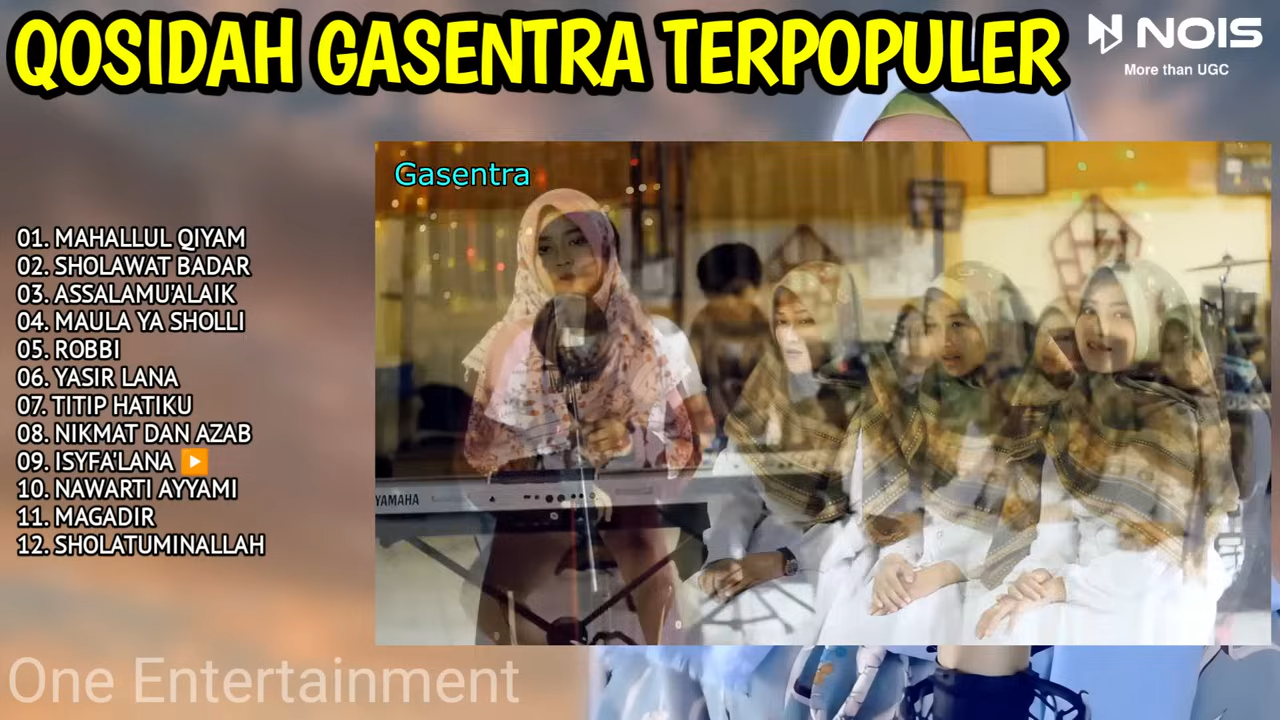 QOSIDAH GASENTRA TERPOPULER
NOIS
More than UGC
Gasentra
01. MAHALLUL QIYAM
02. SHOLAWAT BADAR
03. ASSALAMU'ALAIK
04. MAULA YA SHOLLI
05. ROBBI
06. YASIR LANA
07. TITIP HATIKU
08. NIKMAT DAN AZAB
09. ISYFA'LANA ▶️
10. NAWARTI AYYAMI
11. MAGADIR
12. SHOLATUMINALLAH
YAMAHA
One Entertainment